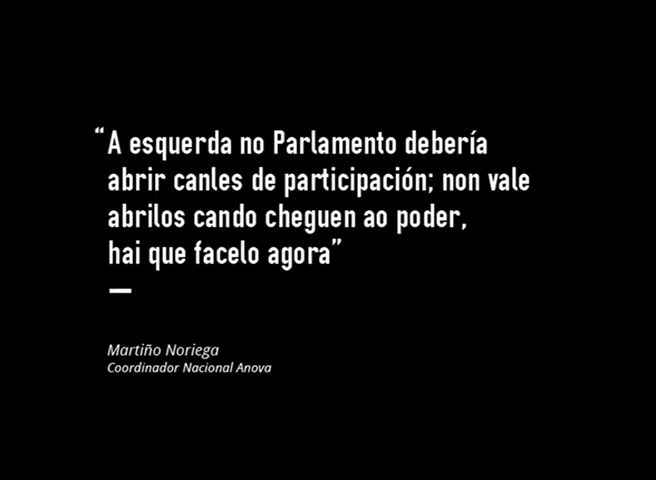 “A esquerda no Parlamento debería
abrir canles de participación; non vale
abrilos cando cheguen ao poder,
hai que facelo agora”
Martiño Noriega
Coordinador Nacional Anova